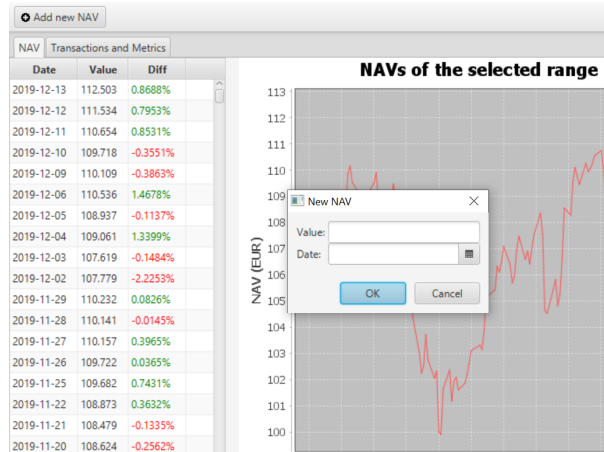 Add new NAV
NAV Transactions and Metrics
Date Value Diff
2019-12-13 112.503 0.8688%
2019-12-12 111.534 0.7953%
2019-12-11 110.654 0.8531%
2019-12-10 109.718 -0.3551%
2019-12-09 110.109 -0.3863%
2019-12-06 110.536 1.4678%
2019-12-05 108.937 -0.1137%
2019-12-04 109.061 1.3399%
2019-12-03 107.619 -0.1484%
2019-12-02 107.779 -2.2253%
2019-11-29 110.232 0.0826%
2019-11-28 110.141 -0.0145%
2019-11-27 110.157 0.3965%
2019-11-26 109.722 0.0365%
2019-11-25 109.682 0.7431%
2019-11-22 108.873 0.3632%
2019-11-21 108.479 -0.1335%
2019-11-20 108.624 -0.2562%
NAVs of the selected range
NAV (EUR)
113
112
111
110
109
108
107
106
105
104
103
102
101
100
New NAV
Value:
Date:
OK Cancel